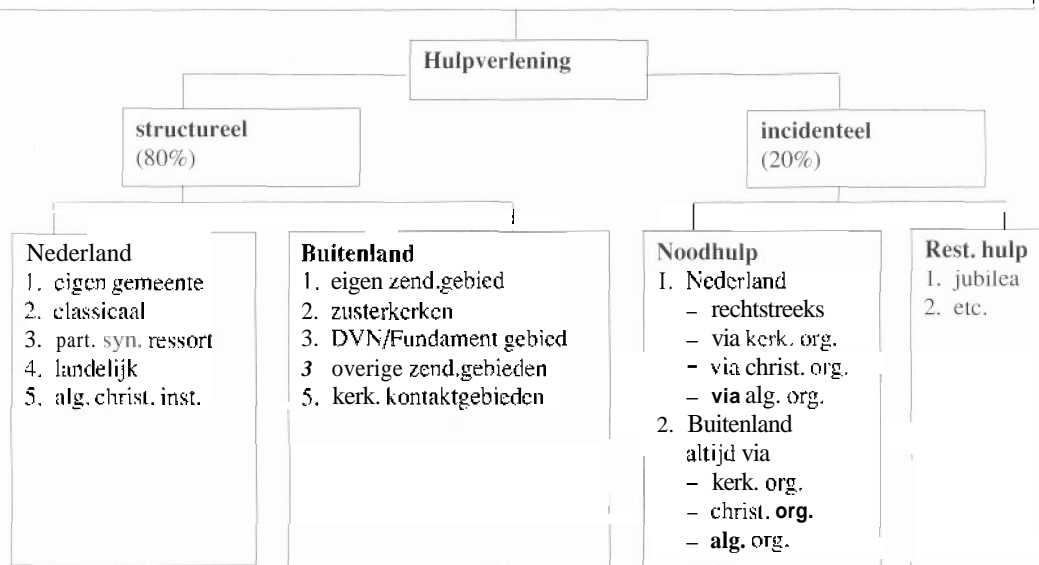 Hulpverlening
structureel
(80%)
incidenteel
(20%)
Nederland
1. eigen gemeente
2. classicaal
3. part. syn. ressort
4. landelijk
5. alg. christ. inst.
Buitenland
1. eigen zend.gebied
2. zusterkerken
3. DVN/Fundament gebied
3 overige zend.gebieden
5. kerk. kontaktgebieden
Noodhulp
1. Nederland
– rechtstreeks
– via kerk. org.
– via christ. org.
– via alg. org.
2. Buitenland
altijd via
– kerk. org.
– christ. org.
– alg. org.
Rest. hulp
1. jubilea
2. etc.